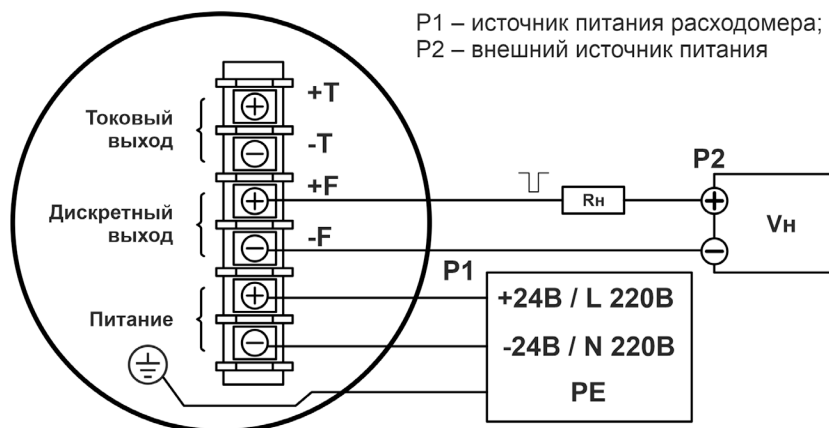 P1 – источник питания расходомера;
P2 – внешний источник питания
Токовый
выход
+T
-T
Дискретный
выход
+F
-F
Rн
P2
Vн
Питание
P1
+24В / L 220В
-24В / N 220В
PE